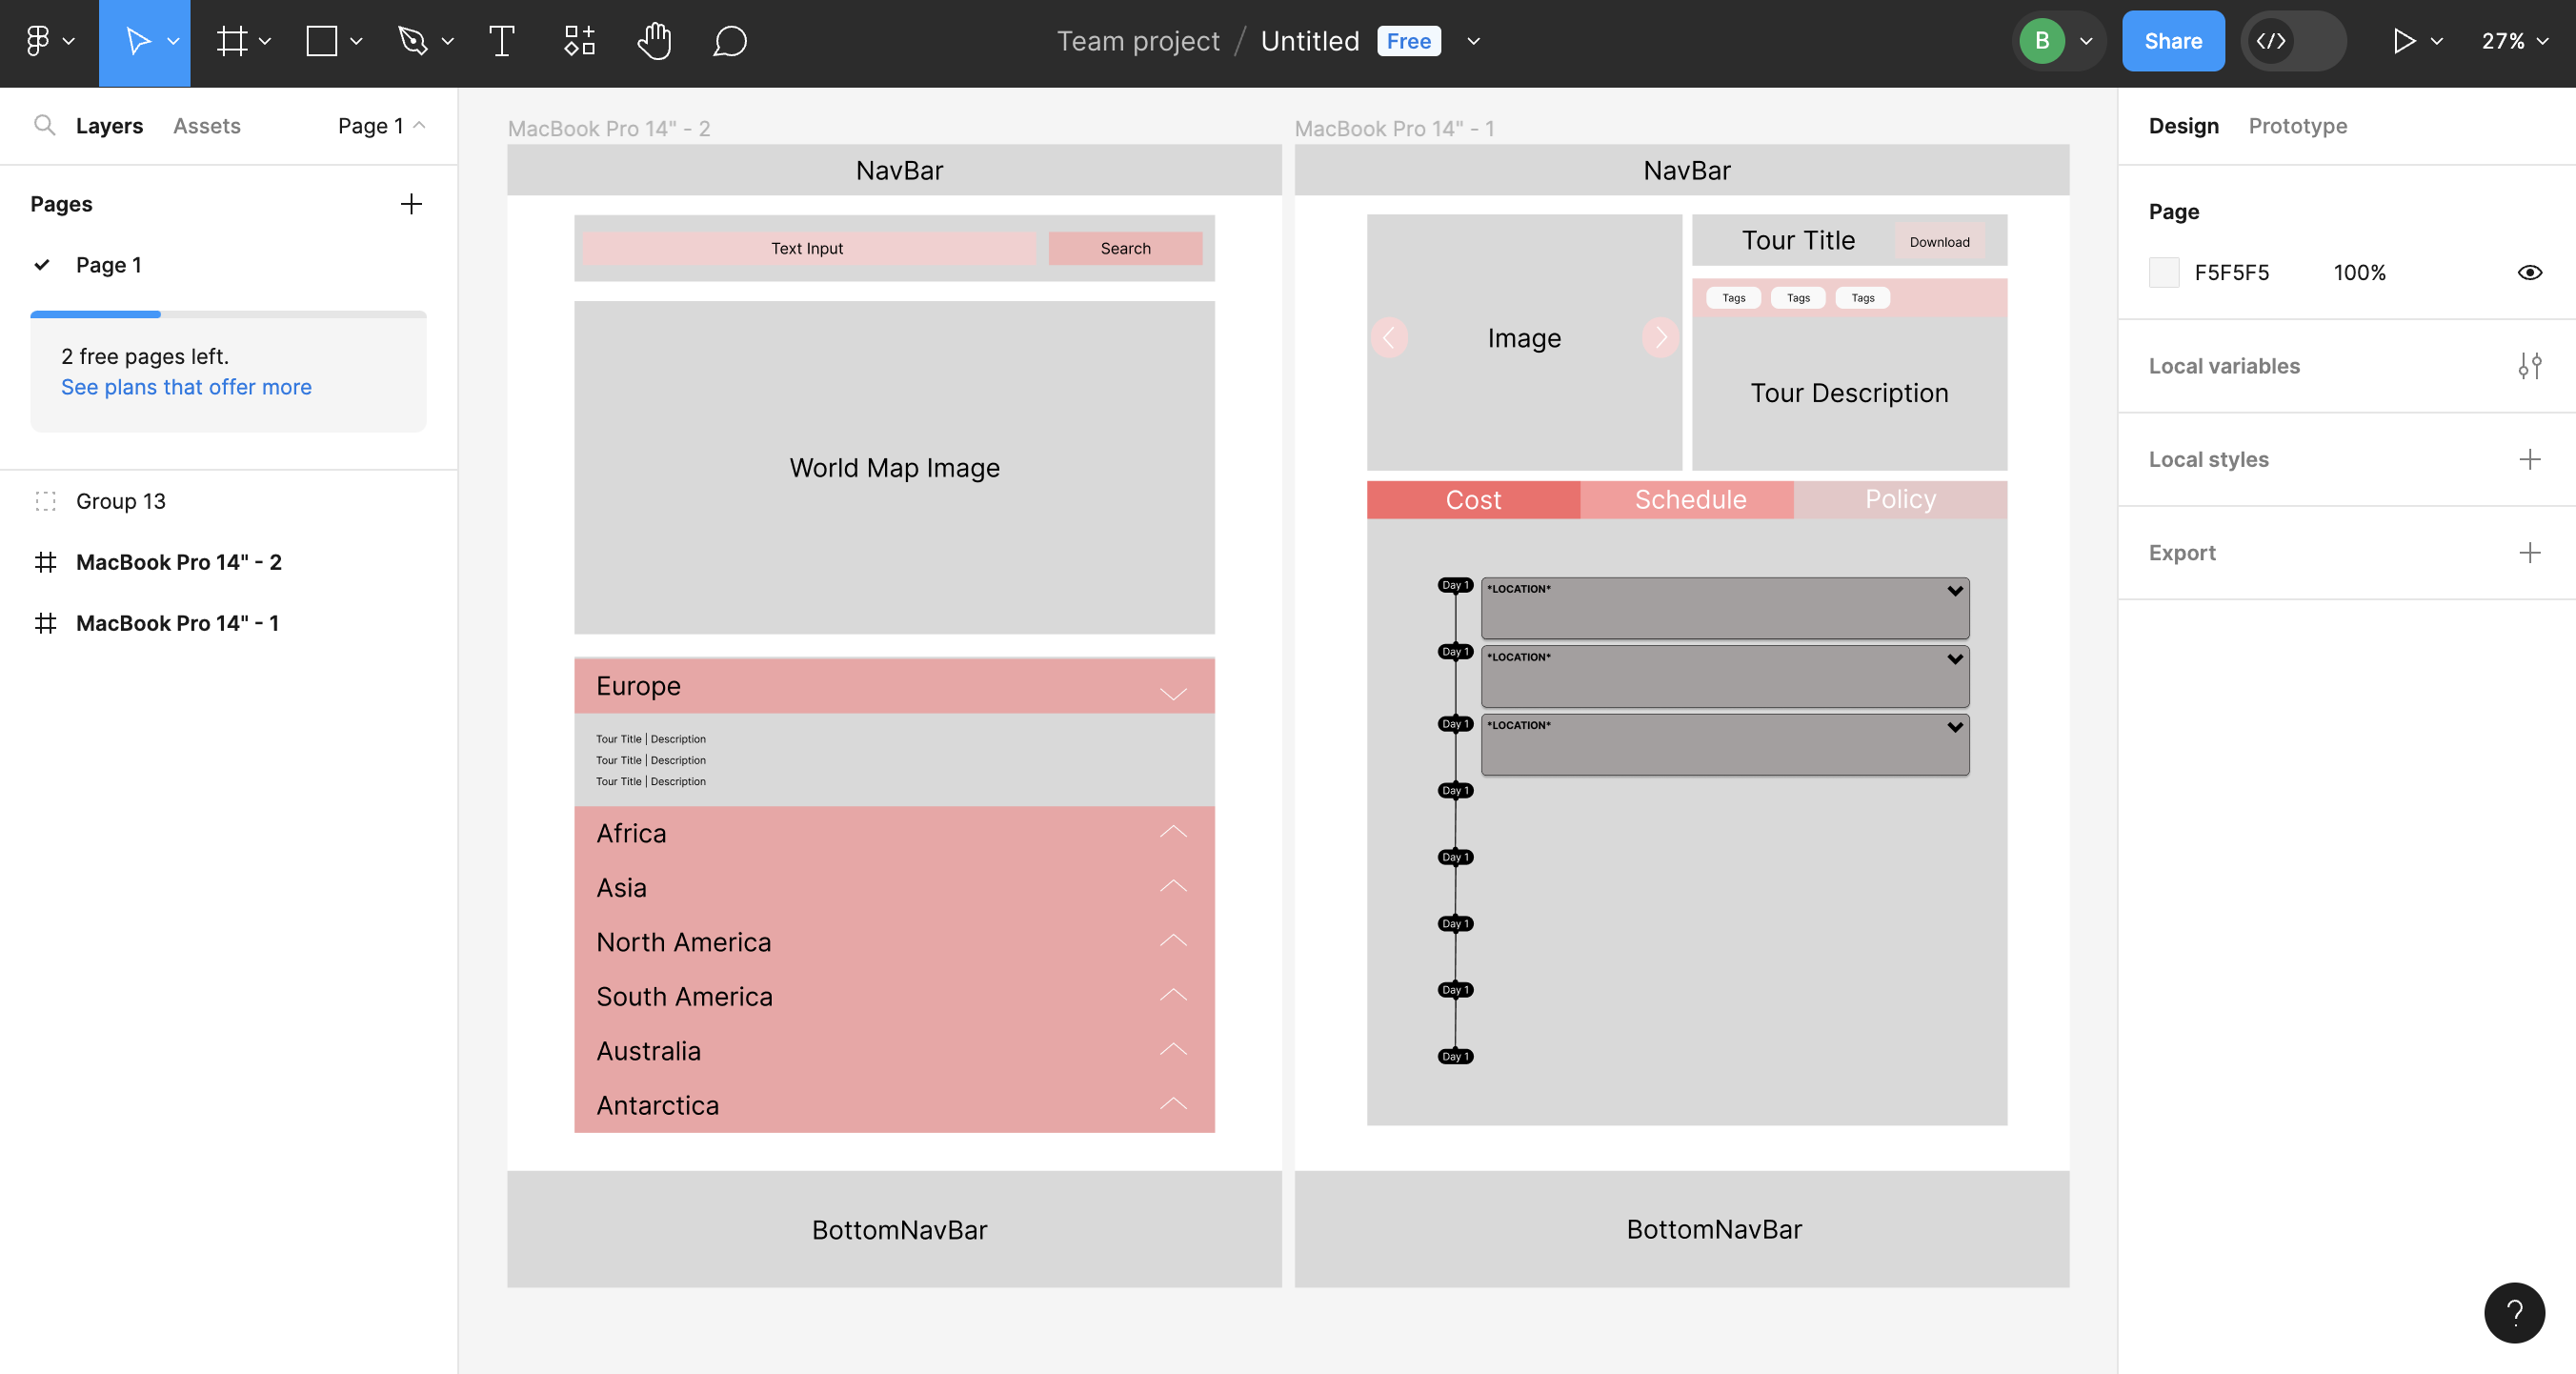 Team project / Untitled Free
B
Share
27%
Layers
Assets
Page 1
Pages
Page 1
2 free pages left.
See plans that offer more
Group 13
MacBook Pro 14" - 2
MacBook Pro 14" - 1
MacBook Pro 14" - 2
NavBar
Text Input
Search
World Map Image
Europe
Tour Title | Description
Tour Title | Description
Tour Title | Description
Africa
Asia
North America
South America
Australia
Antarctica
BottomNavBar
MacBook Pro 14" - 1
NavBar
Image
Tour Title
Download
Tags Tags Tags
Tour Description
Cost
Schedule
Policy
Day 1
*LOCATION*
Day 1
*LOCATION*
Day 1
*LOCATION*
Day 1
Day 1
Day 1
Day 1
Day 1
BottomNavBar
Design
Prototype
Page
F5F5F5 100%
Local variables
Local styles
Export
?